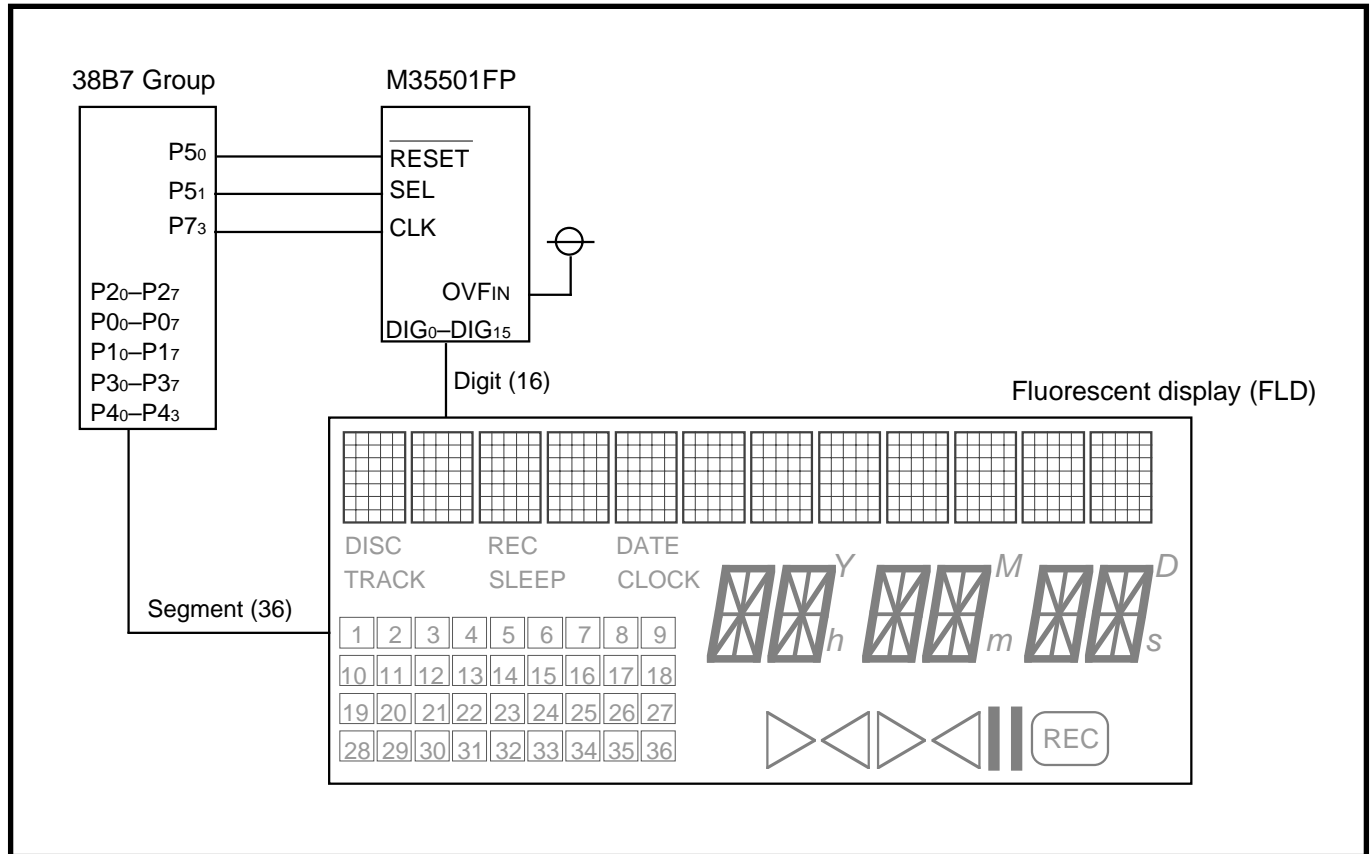 38B7 Group
M35501FP
P50
RESET
P51
SEL
P73
CLK
OVFIN
P20–P27
P00–P07
P10–P17
P30–P37
P40–P43
DIG0–DIG15
Digit (16)
Fluorescent display (FLD)
Segment (36)
DISC REC DATE
TRACK SLEEP CLOCK
Y M D
h m s
1 2 3 4 5 6 7 8 9
10 11 12 13 14 15 16 17 18
19 20 21 22 23 24 25 26 27
28 29 30 31 32 33 34 35 36
REC